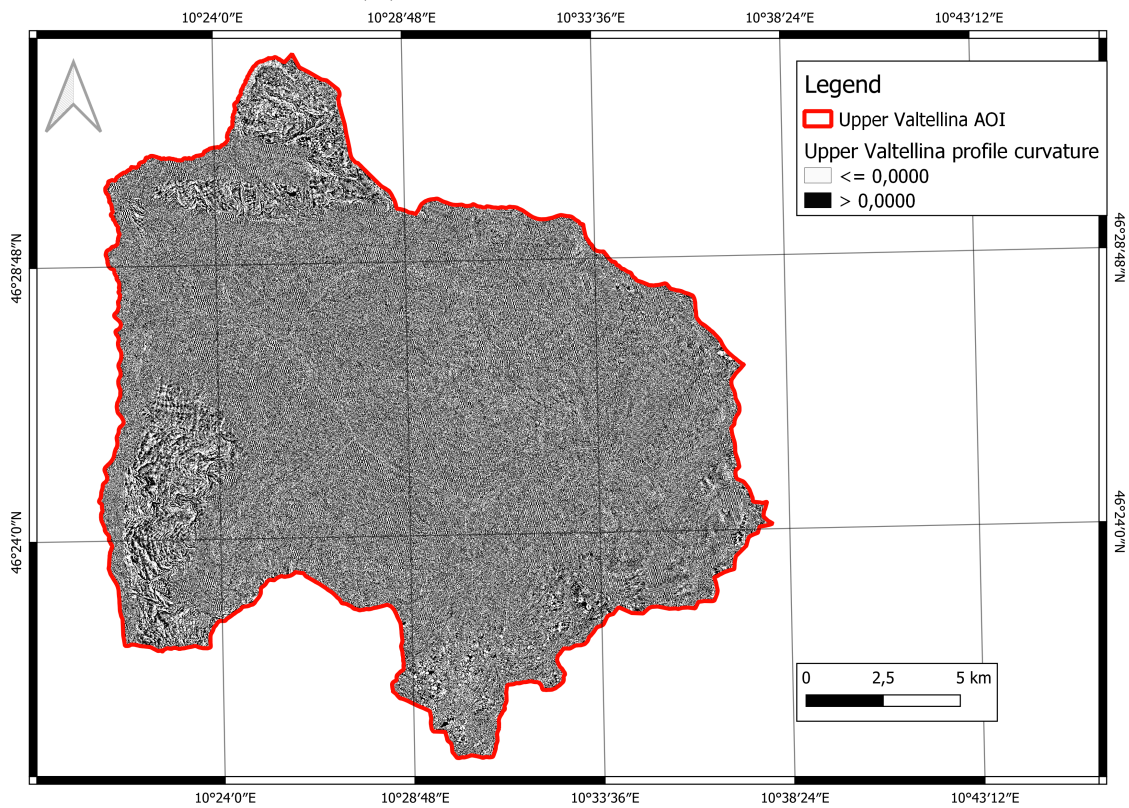 10°24′0″E 10°28′48″E 10°33′36″E 10°38′24″E 10°43′12″E
Legend
Upper Valtellina AOI
Upper Valtellina profile curvature
<= 0,0000
> 0,0000
46°28′48″N
46°28′48″N
46°24′0″N
46°24′0″N
0 2,5 5 km
10°24′0″E 10°28′48″E 10°33′36″E 10°38′24″E 10°43′12″E